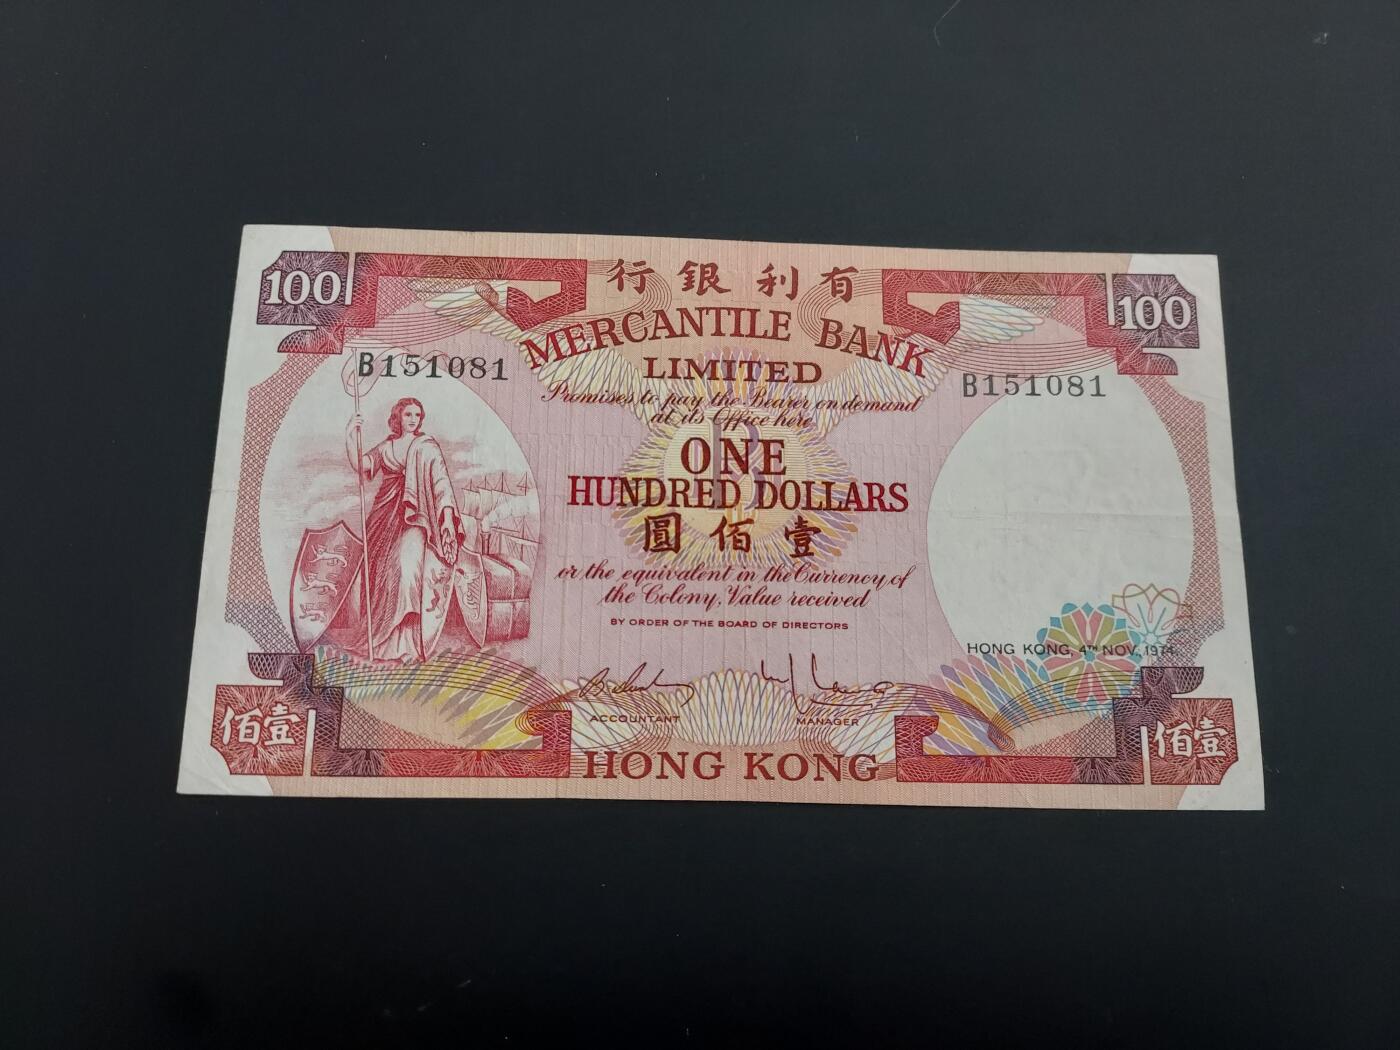 行銀利有
100
100
MERCANTILE BANK
LIMITED
B151081
B151081
Promises to pay the Bearer on demand
at its Office here
ONE
HUNDRED DOLLARS
圓佰壹
or the equivalent in the Currency of
the Colony, Value received
BY ORDER OF THE BOARD OF DIRECTORS
HONG KONG, 4TH NOV. 1974
ACCOUNTANT
MANAGER
佰壹
佰壹
HONG KONG